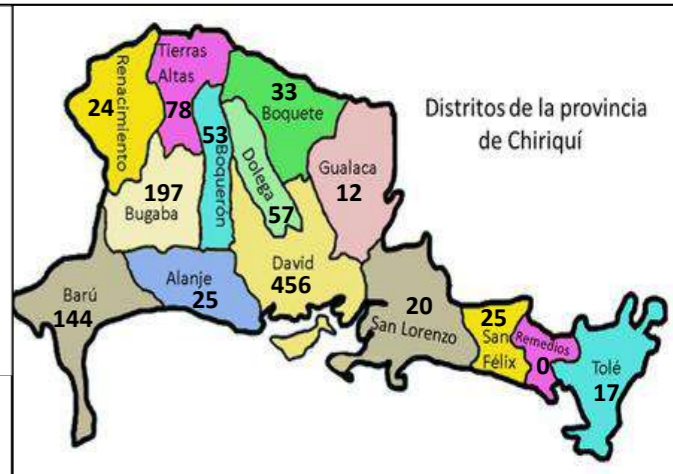 Distritos de la provincia
de Chiriquí
Renacimiento
24
Tierras
Altas
78
53
Boquerón
33
Boquete
Dolega
57
Gualaca
12
197
Bugaba
Barú
144
Alanje
25
David
456
20
San Lorenzo
25
San
Félix
Remedios
0
Tolé
17